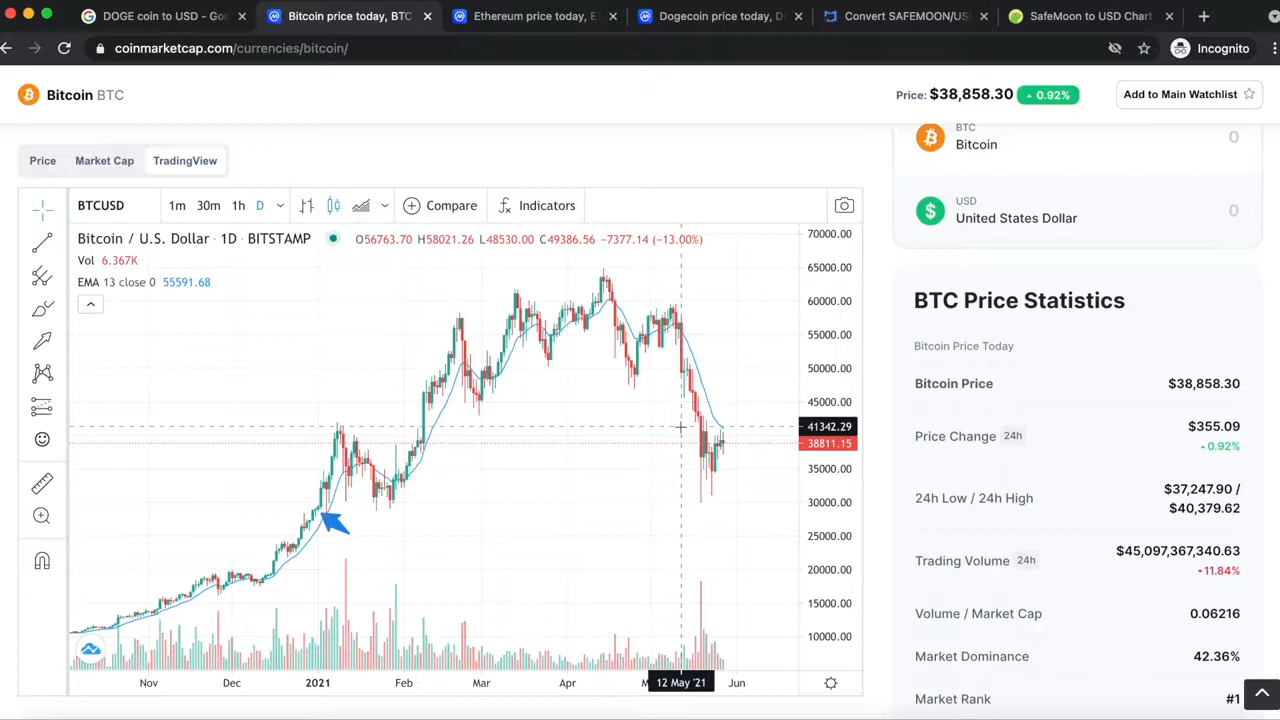 DOGE coin to USD - Goo
Bitcoin price today, BTC
Ethereum price today, E
Dogecoin price today, D
Convert SAFEMOON/US
SafeMoon to USD Chart
coinmarketcap.com/currencies/bitcoin/
Incognito
Bitcoin BTC
Price: $38,858.30
0.92%
Add to Main Watchlist
BTC
Bitcoin
0
USD
United States Dollar
0
Price
Market Cap
TradingView
BTCUSD
1m
30m
1h
D
Compare
Indicators
Bitcoin / U.S. Dollar · 1D · BITSTAMP
O56763.70 H58021.26 L48530.00 C49386.56 -7377.14 (-13.00%)
Vol 6.367K
EMA 13 close 0 55591.68
70000.00
65000.00
60000.00
55000.00
50000.00
45000.00
41342.29
38811.15
35000.00
30000.00
25000.00
20000.00
15000.00
10000.00
Nov
Dec
2021
Feb
Mar
Apr
12 May '21
Jun
BTC Price Statistics
Bitcoin Price Today
Bitcoin Price
$38,858.30
Price Change 24h
$355.09
0.92%
24h Low / 24h High
$37,247.90 /
$40,379.62
Trading Volume 24h
$45,097,367,340.63
11.84%
Volume / Market Cap
0.06216
Market Dominance
42.36%
Market Rank
#1